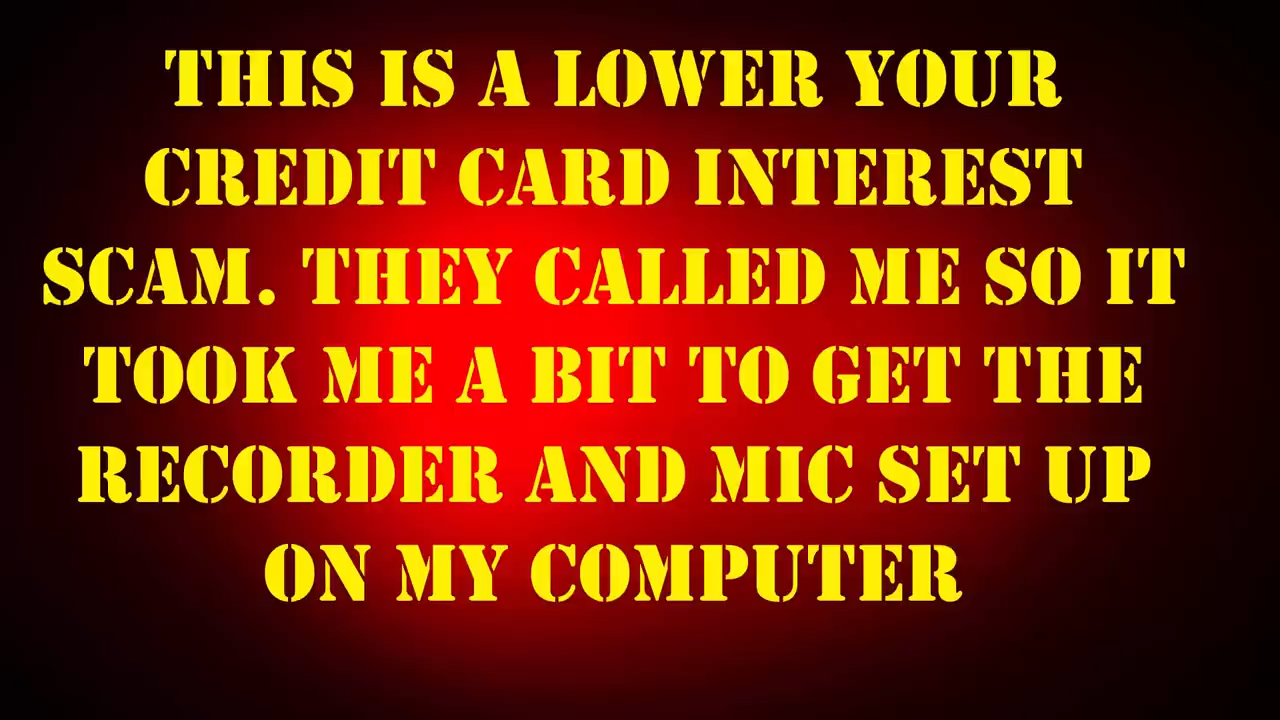 THIS IS A LOWER YOUR
CREDIT CARD INTEREST
SCAM. THEY CALLED ME SO IT
TOOK ME A BIT TO GET THE
RECORDER AND MIC SET UP
ON MY COMPUTER